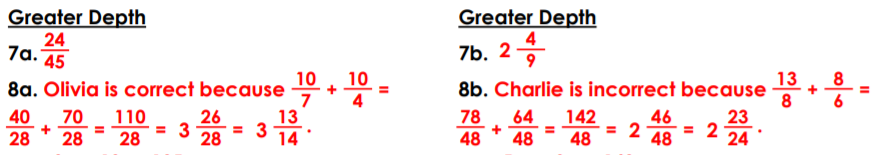 Greater Depth
7a. 24/45
8a. Olivia is correct because 10/7 + 10/4 =
40/28 + 70/28 = 110/28 = 3 26/28 = 3 13/14.
Greater Depth
7b. 2 4/9
8b. Charlie is incorrect because 13/8 + 8/6 =
78/48 + 64/48 = 142/48 = 2 46/48 = 2 23/24.